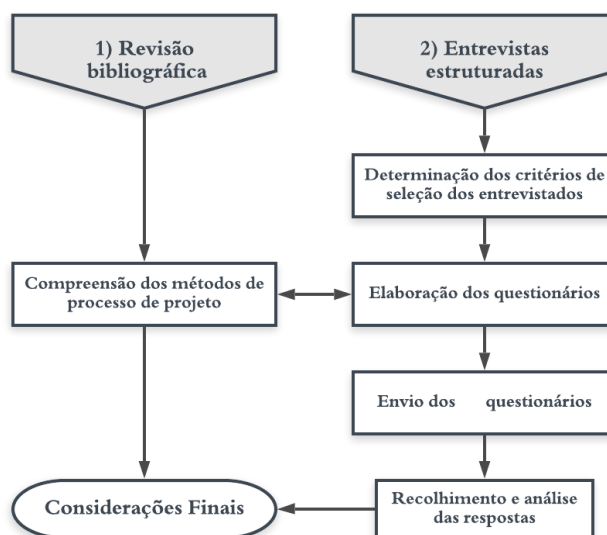 1) Revisão
bibliográfica
2) Entrevistas
estruturadas
Determinação dos critérios de
seleção dos entrevistados
Compreensão dos métodos de
processo de projeto
Elaboração dos questionários
Envio dos questionários
Considerações Finais
Recolhimento e análise
das respostas